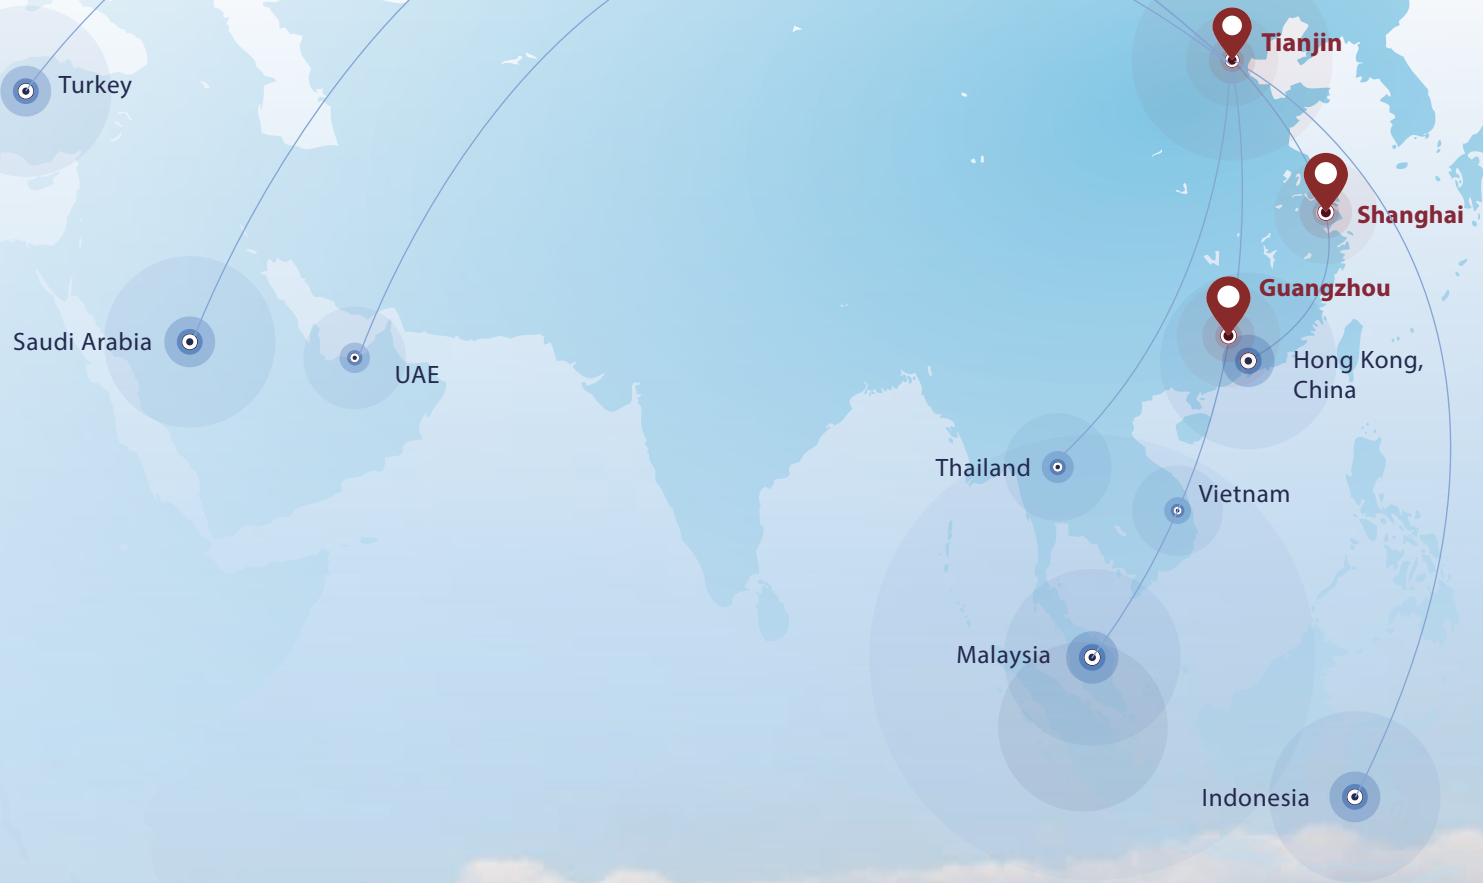 Tianjin
Turkey
Shanghai
Guangzhou
Saudi Arabia
UAE
Hong Kong,
China
Thailand
Vietnam
Malaysia
Indonesia